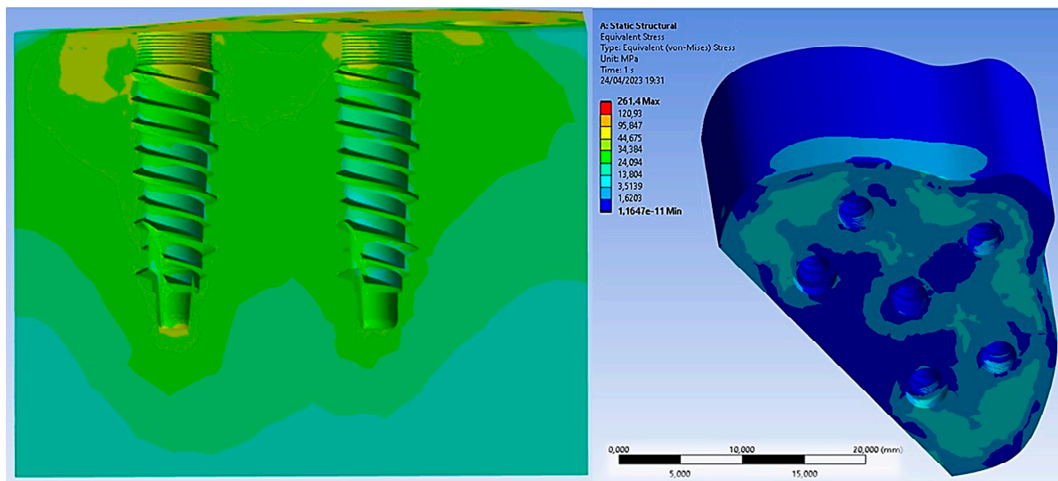 A: Static Structural
Equivalent Stress
Type: Equivalent (von-Mises) Stress
Unit: MPa
Time: 1 s
24/04/2023 19:31
261,4 Max
120,93
95,847
44,675
34,384
24,094
13,804
3,5139
1,6203
1,1647e-11 Min
0,000 10,000 20,000 (mm)
5,000 15,000